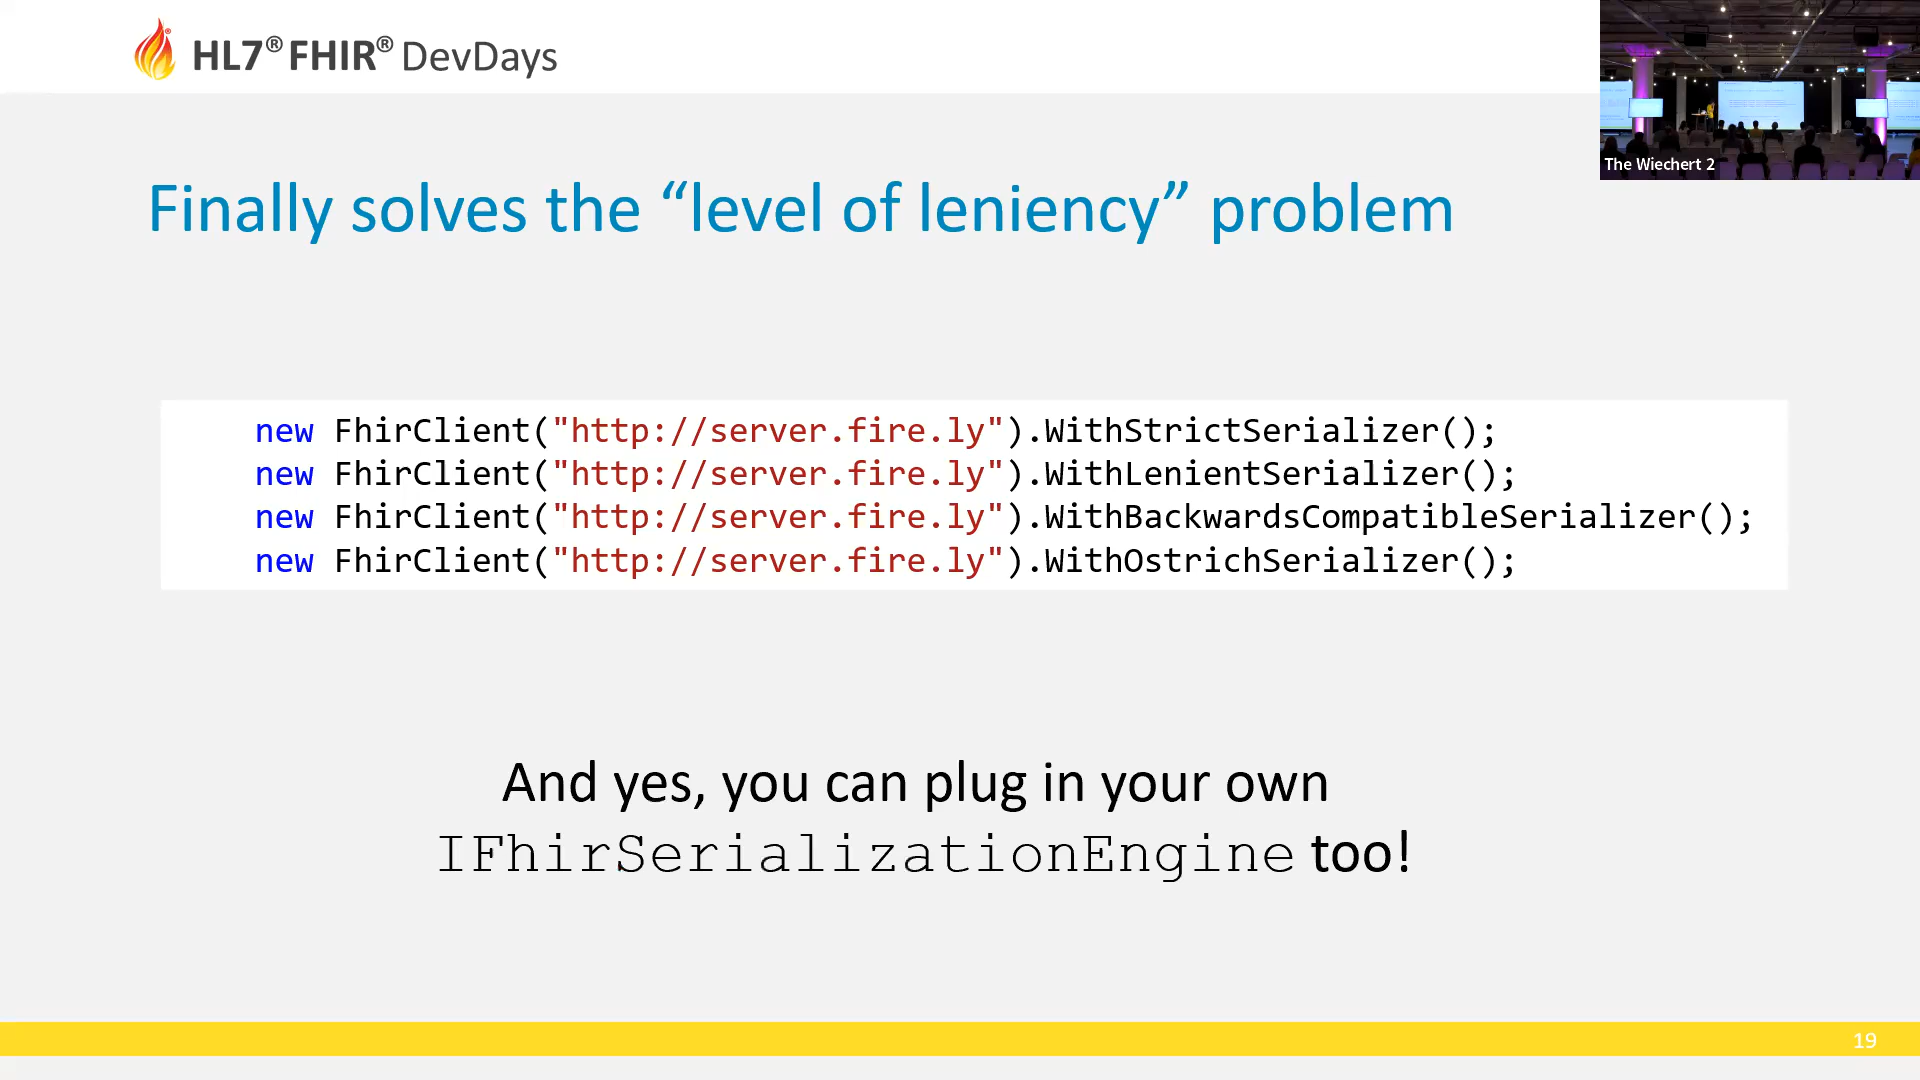 HL7® FHIR® DevDays
The Wiechert 2
Finally solves the “level of leniency” problem
new FhirClient("http://server.fire.ly").WithStrictSerializer();
new FhirClient("http://server.fire.ly").WithLenientSerializer();
new FhirClient("http://server.fire.ly").WithBackwardsCompatibleSerializer();
new FhirClient("http://server.fire.ly").WithOstrichSerializer();
And yes, you can plug in your own
IFhirSerializationEngine too!
19